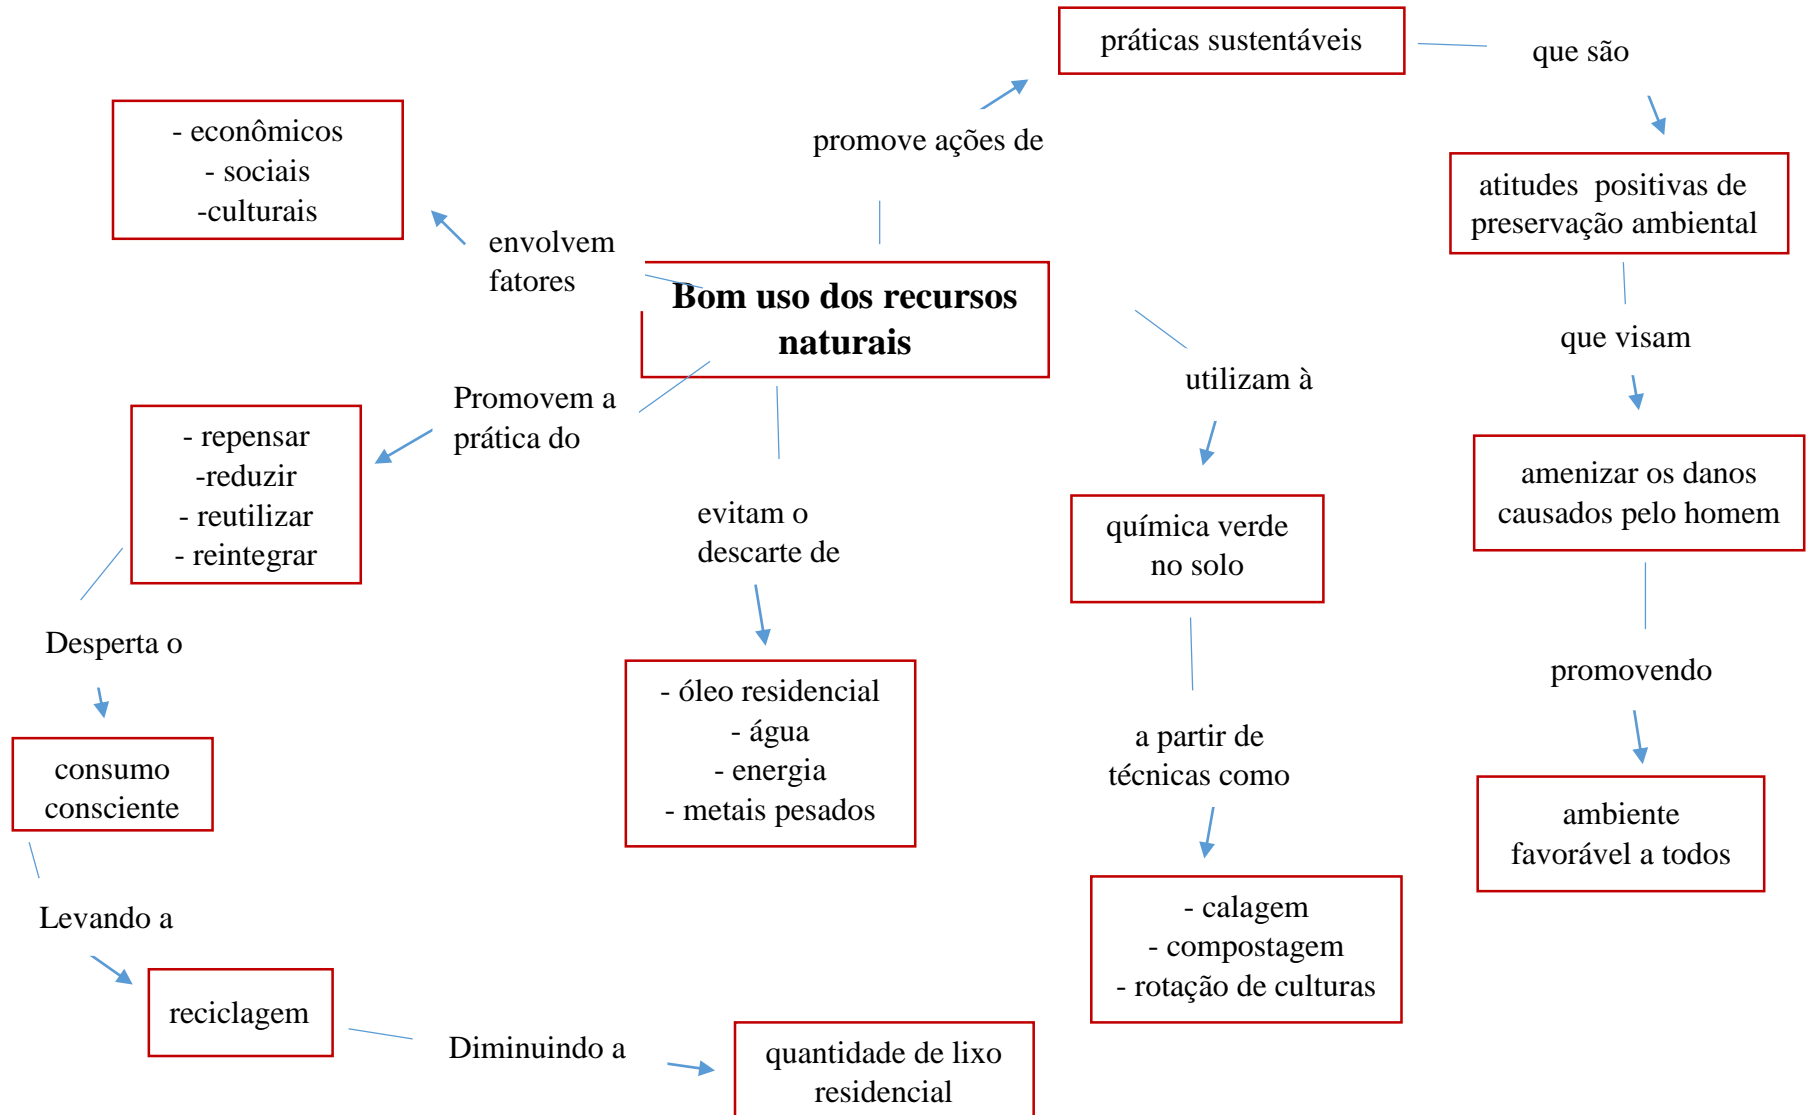 práticas sustentáveis
que são
- econômicos
- sociais
-culturais
promove ações de
atitudes  positivas de
preservação ambiental
envolvem
fatores
Bom uso dos recursos
naturais
que visam
utilizam à
Promovem a
prática do
- repensar
-reduzir
- reutilizar
- reintegrar
evitam o
descarte de
química verde
no solo
amenizar os danos
causados pelo homem
Desperta o
promovendo
- óleo residencial
- água
- energia
- metais pesados
a partir de
técnicas como
consumo
consciente
ambiente
favorável a todos
Levando a
- calagem
- compostagem
- rotação de culturas
reciclagem
Diminuindo a
quantidade de lixo
residencial